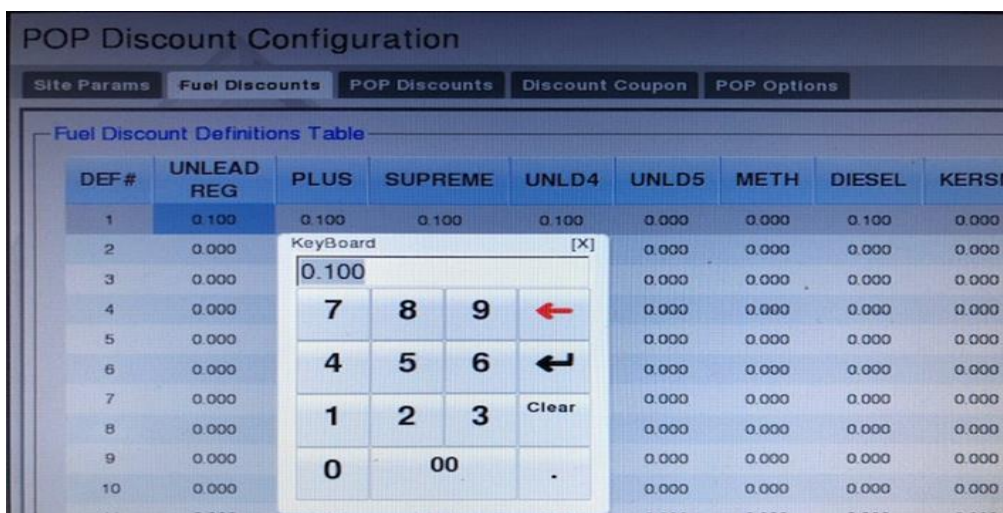 POP Discount Configuration
Site Params Fuel Discounts POP Discounts Discount Coupon POP Options
Fuel Discount Definitions Table
DEF# UNLEAD REG PLUS SUPREME UNLD4 UNLD5 METH DIESEL
1 0.100 0.100 0.100 0.100 0.000 0.000 0.100 0.000
KeyBoard [X]
0.100
7 8 9
4 5 6
1 2 3 Clear
0 00 .
2 0.000 0.000 0.000 0.000 0.000
3 0.000 0.000 0.000 0.000 0.000
4 0.000 0.000 0.000 0.000 0.000
5 0.000 0.000 0.000 0.000 0.000
6 0.000 0.000 0.000 0.000 0.000
7 0.000 0.000 0.000 0.000 0.000
8 0.000 0.000 0.000 0.000 0.000
9 0.000 0.000 0.000 0.000 0.000
10 0.000 0.000 0.000 0.000 0.000